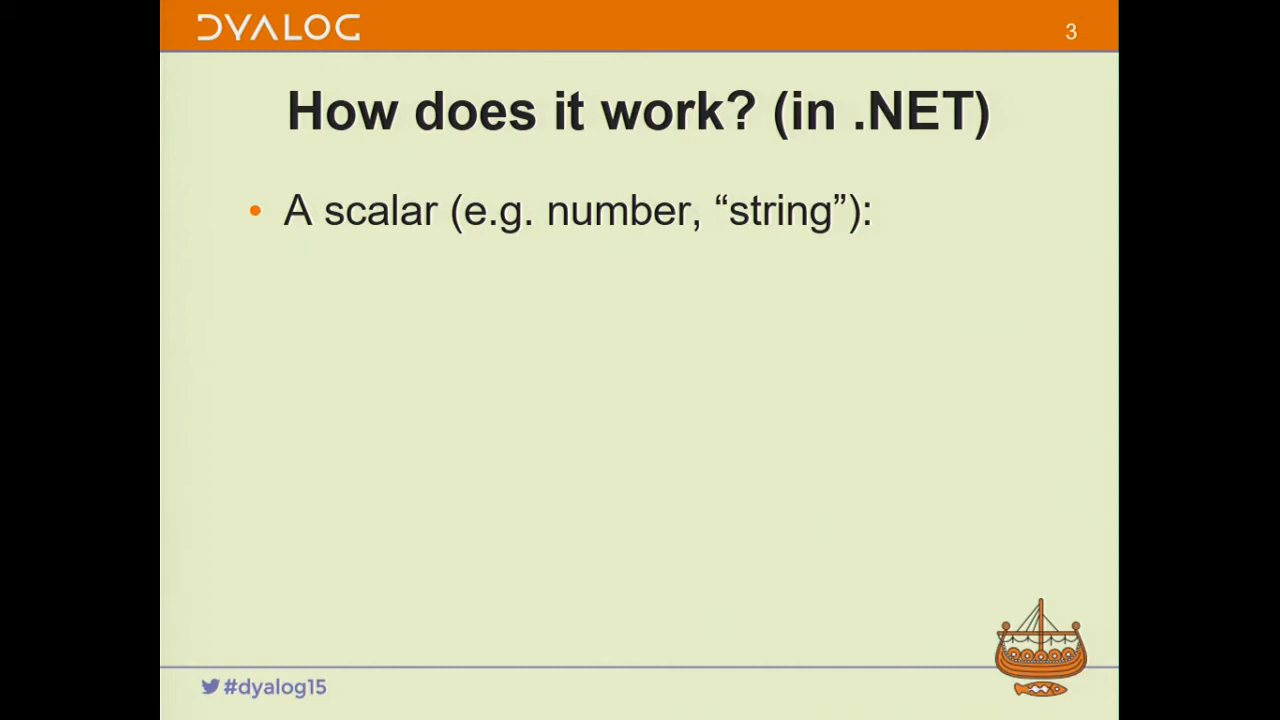 DYALOG
3
How does it work? (in .NET)
• A scalar (e.g. number, “string”):
#dyalog15